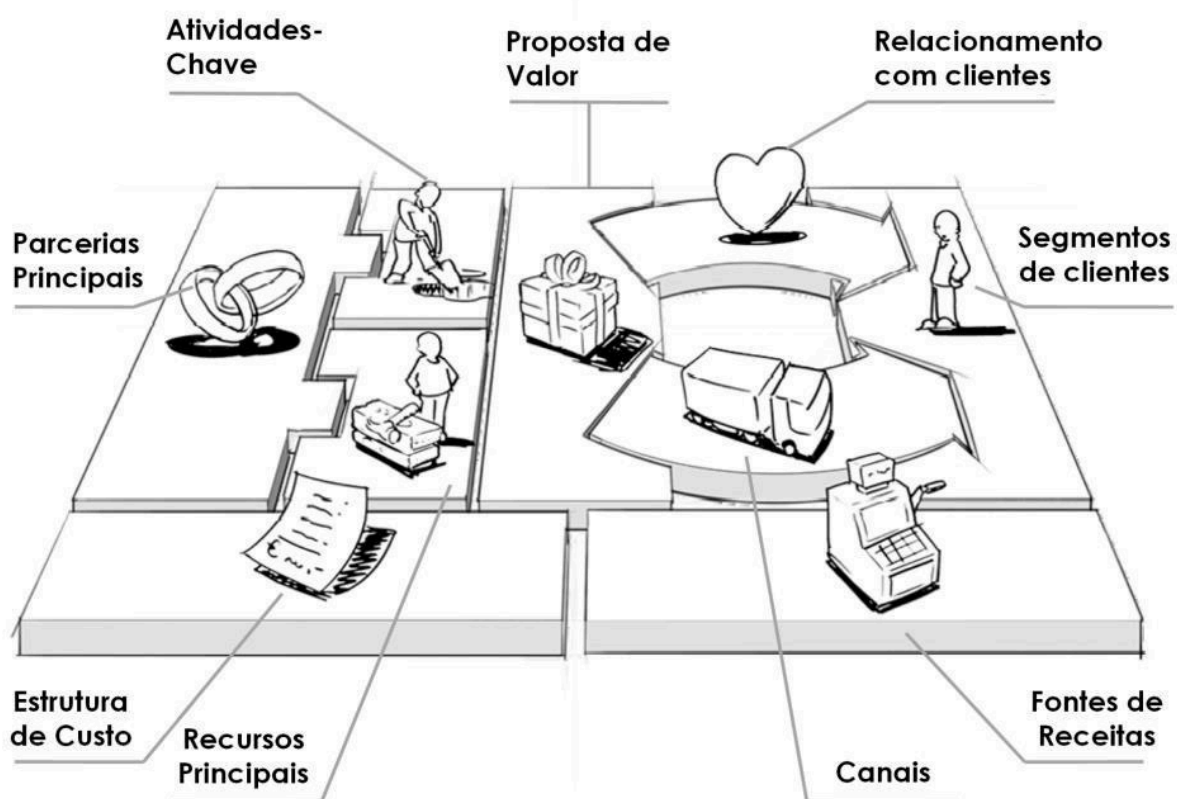 Atividades-
Chave
Proposta de
Valor
Relacionamento
com clientes
Parcerias
Principais
Segmentos
de clientes
Estrutura
de Custo
Recursos
Principais
Canais
Fontes de
Receitas